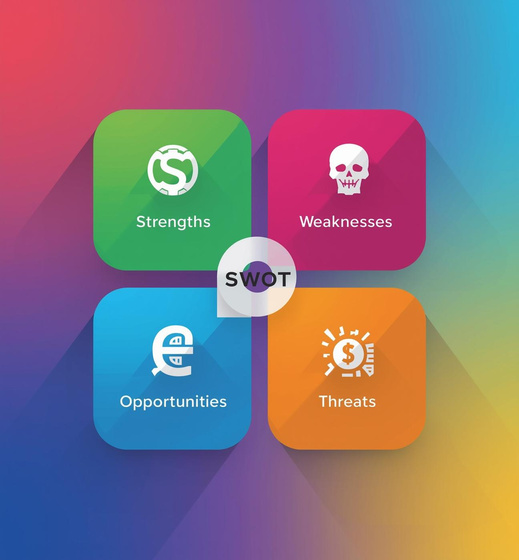 Strengths
Weaknesses
SWOT
Opportunities
Threats